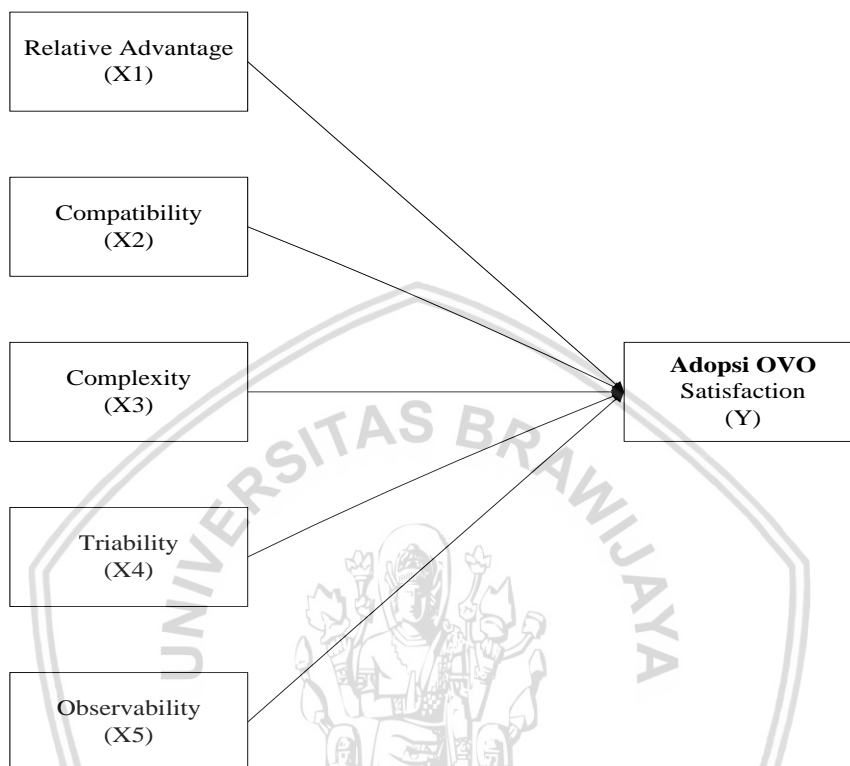 Relative Advantage
(X1)
Compatibility
(X2)
Complexity
(X3)
Adopsi OVO
Satisfaction
(Y)
Triability
(X4)
Observability
(X5)
UNIVERSITAS BRAWIJAYA